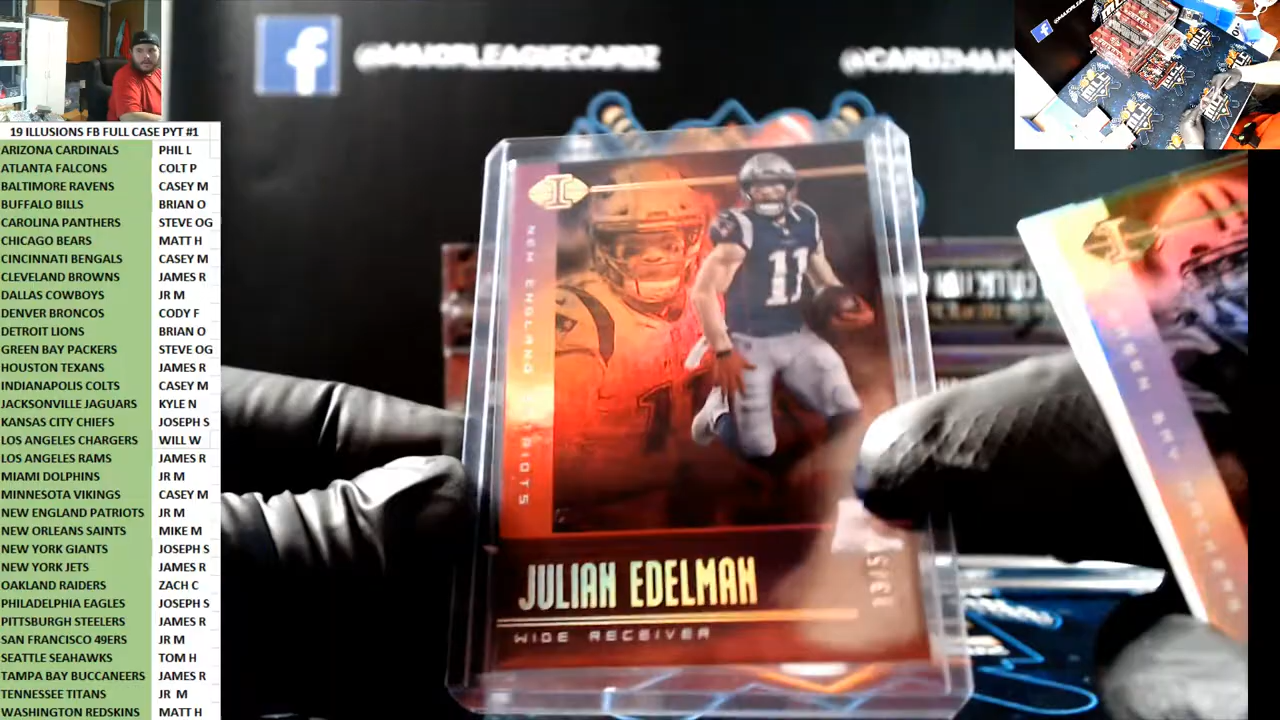 @MAJORLEAGUECARDZ
19 ILLUSIONS FB FULL CASE PYT #1
ARIZONA CARDINALS PHIL L
ATLANTA FALCONS COLT P
BALTIMORE RAVENS CASEY M
BUFFALO BILLS BRIAN O
CAROLINA PANTHERS STEVE OG
CHICAGO BEARS MATT H
CINCINNATI BENGALS CASEY M
CLEVELAND BROWNS JAMES R
DALLAS COWBOYS JR M
DENVER BRONCOS CODY F
DETROIT LIONS BRIAN O
GREEN BAY PACKERS STEVE OG
HOUSTON TEXANS JAMES R
INDIANAPOLIS COLTS CASEY M
JACKSONVILLE JAGUARS KYLE N
KANSAS CITY CHIEFS JOSEPH S
LOS ANGELES CHARGERS WILL W
LOS ANGELES RAMS JAMES R
MIAMI DOLPHINS JR M
MINNESOTA VIKINGS CASEY M
NEW ENGLAND PATRIOTS JR M
NEW ORLEANS SAINTS MIKE M
NEW YORK GIANTS JOSEPH S
NEW YORK JETS JAMES R
OAKLAND RAIDERS ZACH C
PHILADELPHIA EAGLES JOSEPH S
PITTSBURGH STEELERS JAMES R
SAN FRANCISCO 49ERS JR M
SEATTLE SEAHAWKS TOM H
TAMPA BAY BUCCANEERS JAMES R
TENNESSEE TITANS JR M
WASHINGTON REDSKINS MATT H
I
NEW ENGLAND PATRIOTS
11
JULIAN EDELMAN
WIDE RECEIVER
GREEN BAY PACKERS